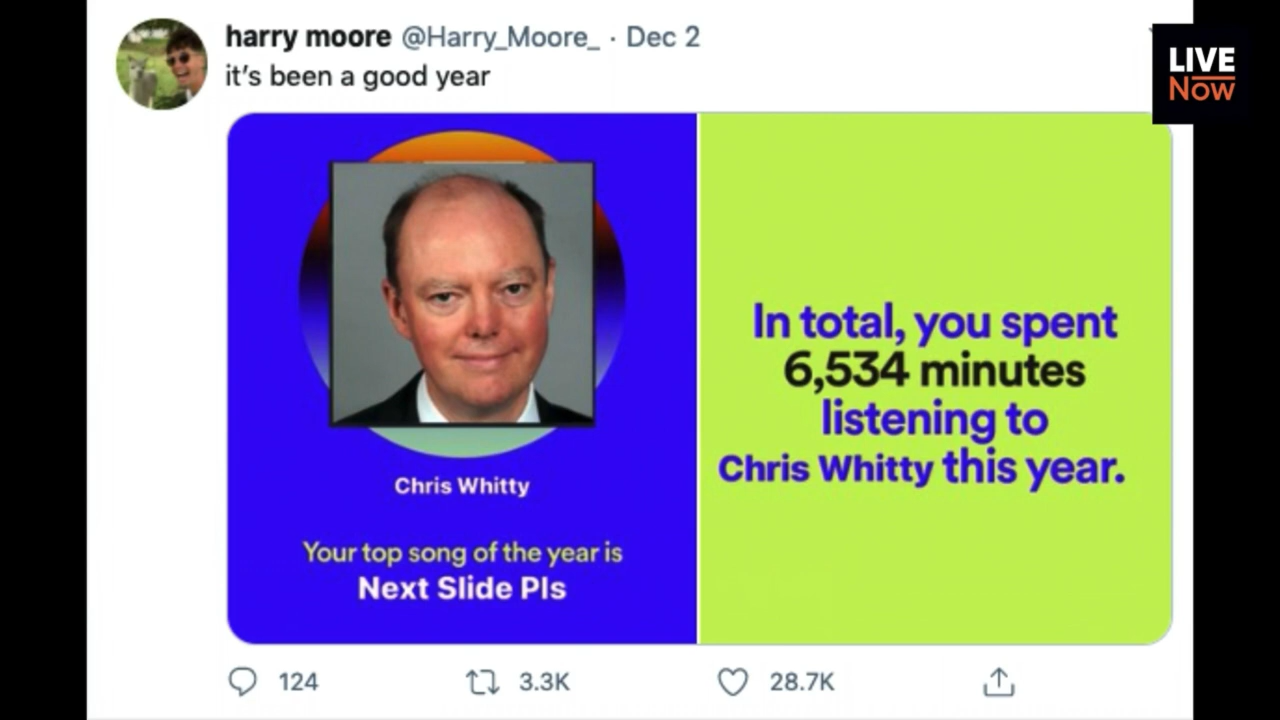 harry moore @Harry_Moore_ · Dec 2
it's been a good year
LIVE
Now
Chris Whitty
Your top song of the year is
Next Slide Pls
In total, you spent
6,534 minutes
listening to
Chris Whitty this year.
124 3.3K 28.7K